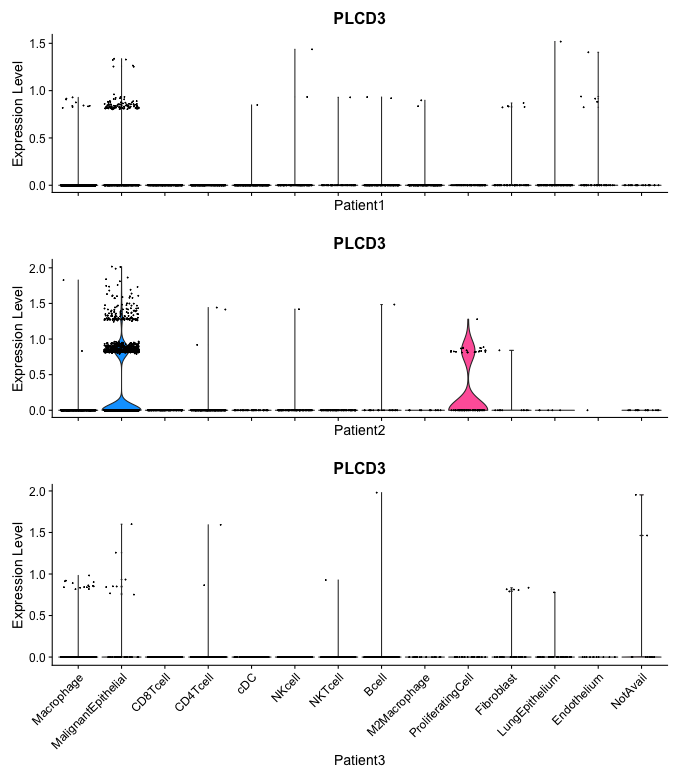 PLCD3
Expression Level
1.5
1.0
0.5
0.0
Patient1
PLCD3
Expression Level
2.0
1.5
1.0
0.5
0.0
Patient2
PLCD3
Expression Level
2.0
1.5
1.0
0.5
0.0
Macrophage
MalignantEpithelial
CD8Tcell
CD4Tcell
cDC
NKcell
NKTcell
Bcell
M2Macrophage
ProliferatingCell
Fibroblast
LungEpithelium
Endothelium
NotAvail
Patient3